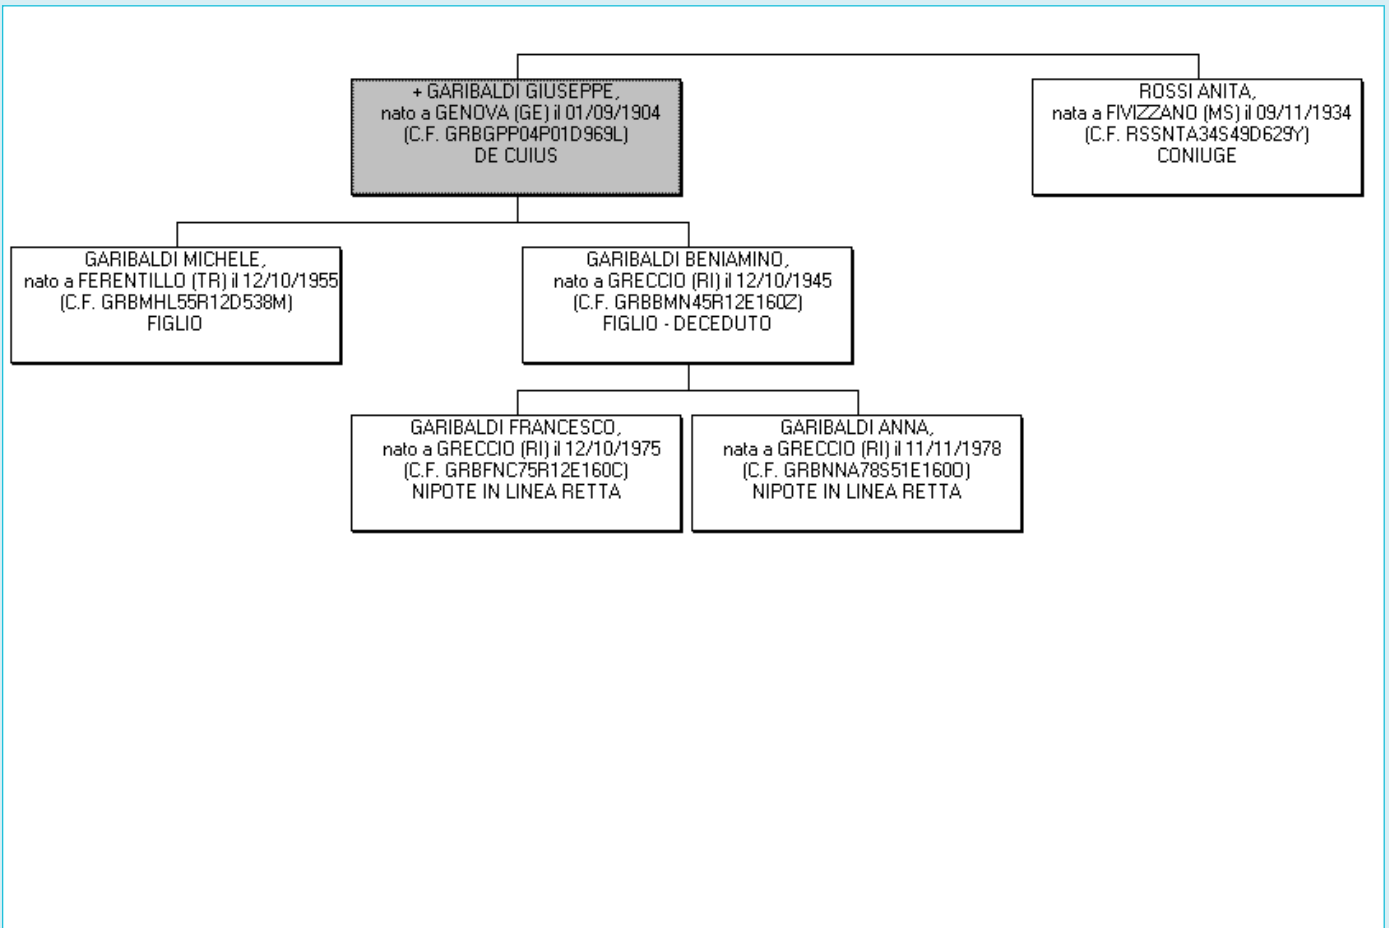 + GARIBALDI GIUSEPPE,
nato a GENOVA (GE) il 01/09/1904
(C.F. GRBGPP04P01D969L)
DE CUIUS
ROSSI ANITA,
nata a FIVIZZANO (MS) il 09/11/1934
(C.F. RSSNTA34S49D629Y)
CONIUGE
GARIBALDI MICHELE,
nato a FERENTILLO (TR) il 12/10/1955
(C.F. GRBMHL55R12D538M)
FIGLIO
GARIBALDI BENIAMINO,
nato a GRECCIO (RI) il 12/10/1945
(C.F. GRBBMN45R12E160Z)
FIGLIO - DECEDUTO
GARIBALDI FRANCESCO,
nato a GRECCIO (RI) il 12/10/1975
(C.F. GRBFNC75R12E160C)
NIPOTE IN LINEA RETTA
GARIBALDI ANNA,
nata a GRECCIO (RI) il 11/11/1978
(C.F. GRBNNA78S51E160O)
NIPOTE IN LINEA RETTA